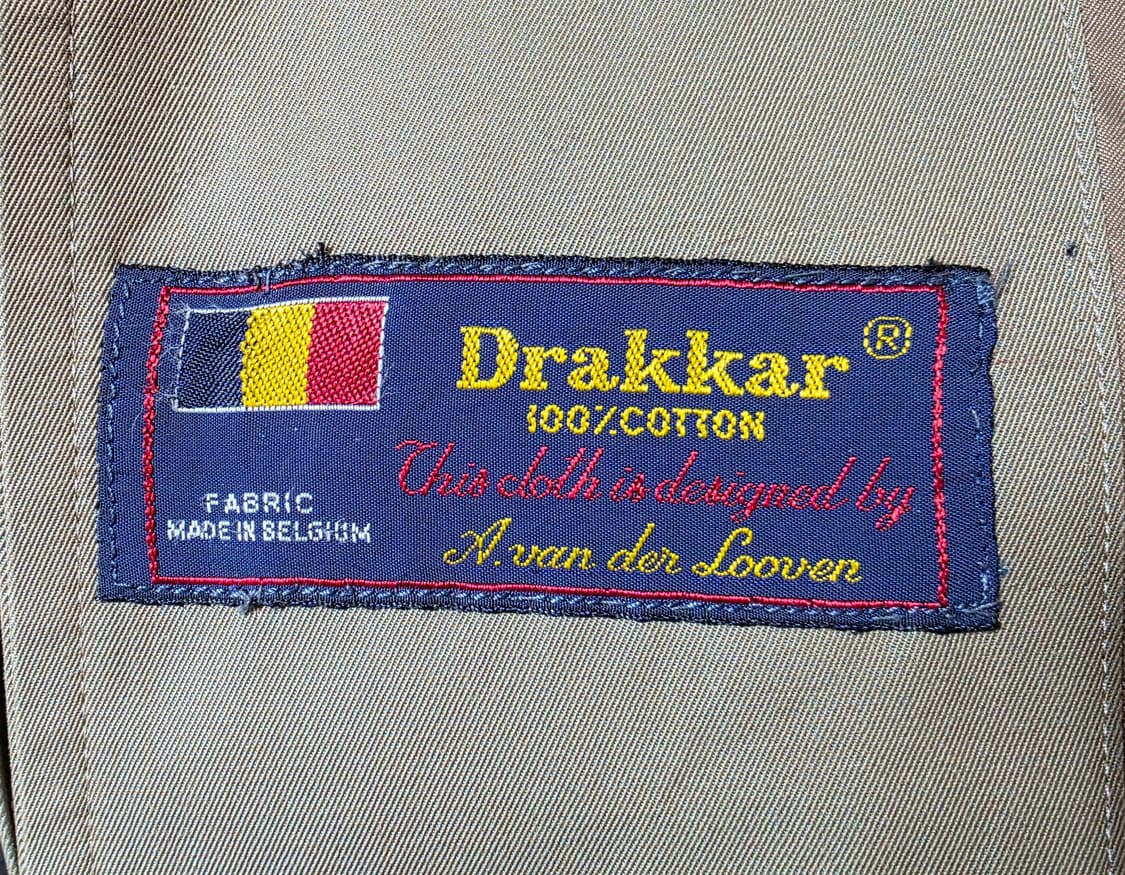 Drakkar®
100% COTTON
This cloth is designed by
A. van der Looven
FABRIC
MADE IN BELGIUM